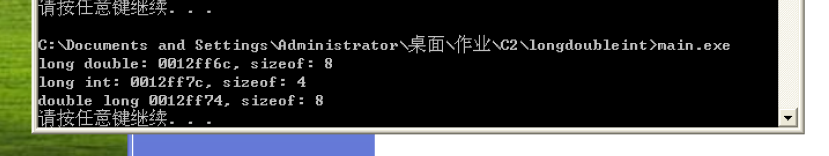 请按任意键继续. . .
C:\Documents and Settings\Administrator\桌面\作业\C2\longdoubleint>main.exe
long double: 0012ff6c, sizeof: 8
long int: 0012ff7c, sizeof: 4
double long 0012ff74, sizeof: 8
请按任意键继续. . .